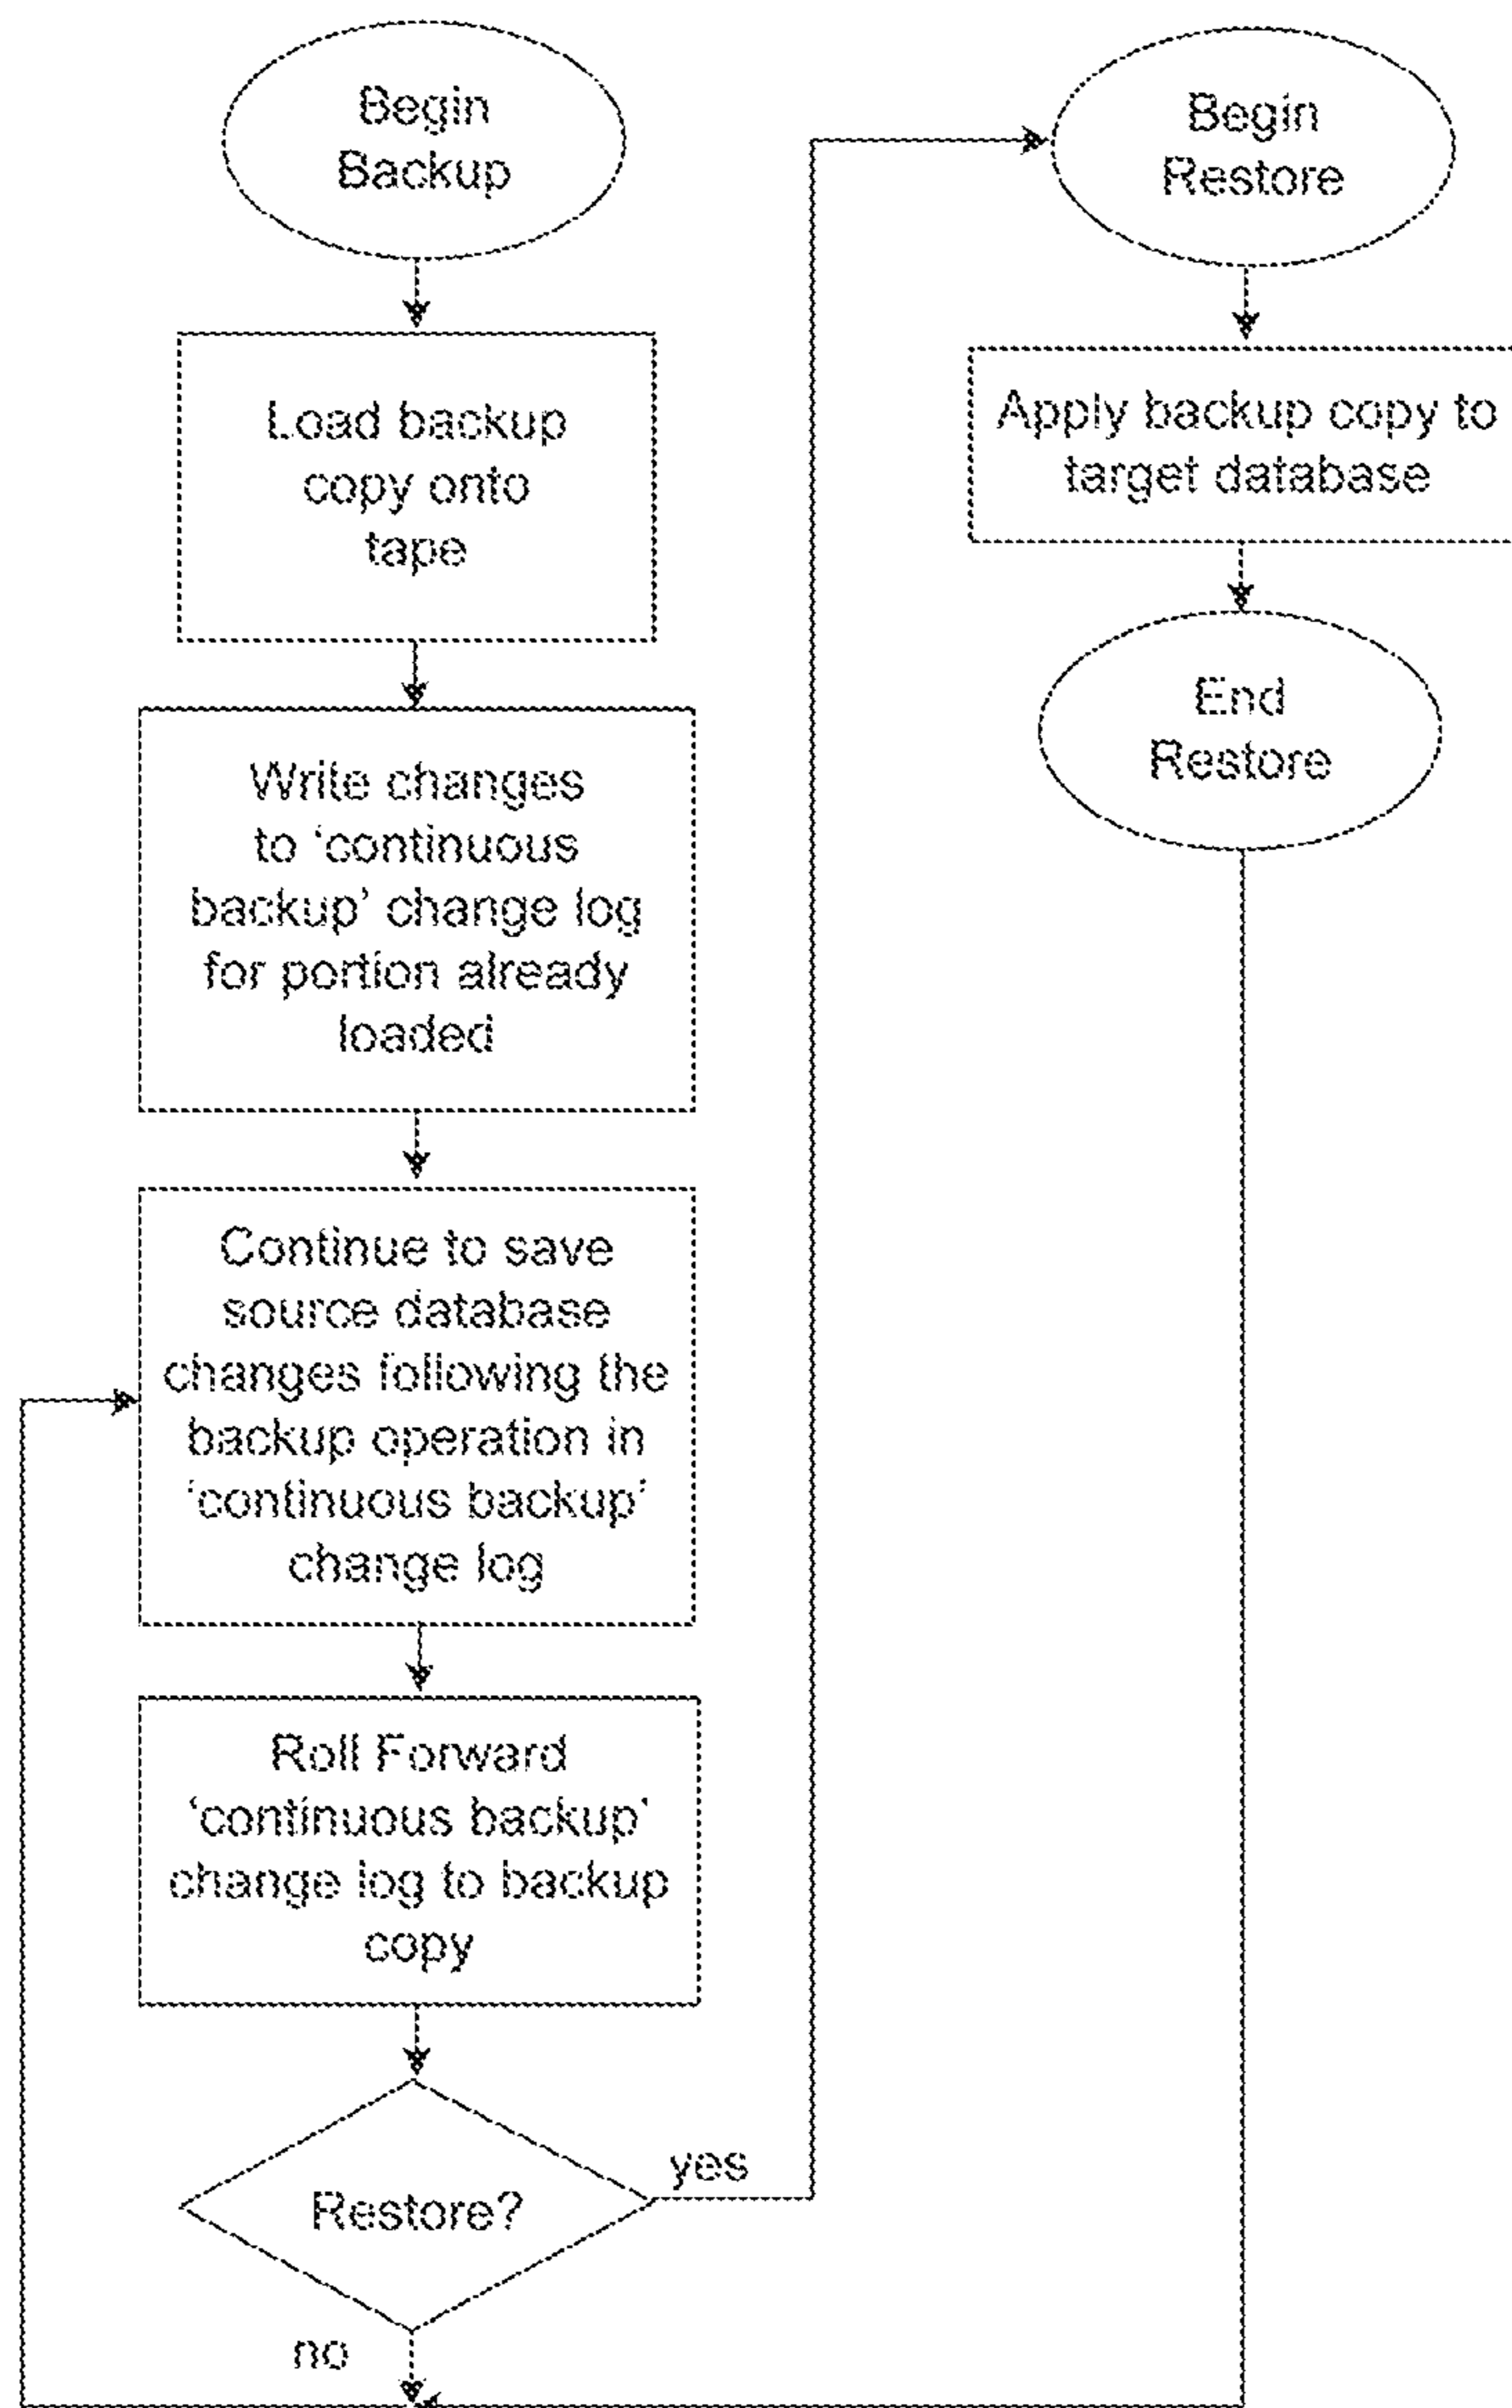 Begin
Backup
Load backup
copy onto
tape
Write changes
to ‘continuous
backup’ change log
for portion already
loaded
Continue to save
source database
changes following the
backup operation in
‘continuous backup’
change log
Roll Forward
‘continuous backup’
change log to backup
copy
Restore?
yes
no
Begin
Restore
Apply backup copy to
target database
End
Restore